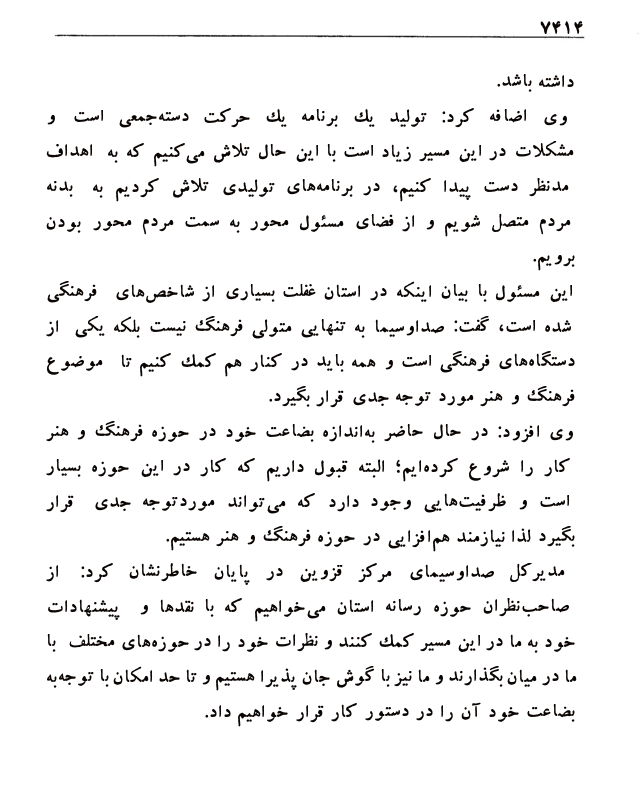 ۷۴۱۴
داشته باشد.
وی اضافه کرد: تولید یك برنامه یك حرکت دسته‌جمعی است و
مشکلات در این مسیر زیاد است با این حال تلاش می‌کنیم که به اهداف
مدنظر دست پیدا کنیم، در برنامه‌های تولیدی تلاش کردیم به بدنه
مردم متصل شویم و از فضای مسئول محور به سمت مردم محور بودن
برویم.
این مسئول با بیان اینکه در استان غفلت بسیاری از شاخص‌های فرهنگی
شده است، گفت: صداوسیما به تنهایی متولی فرهنگ نیست بلکه یکی از
دستگاه‌های فرهنگی است و همه باید در کنار هم کمك کنیم تا موضوع
فرهنگ و هنر مورد توجه جدی قرار بگیرد.
وی افزود: در حال حاضر به‌اندازه بضاعت خود در حوزه فرهنگ و هنر
کار را شروع کرده‌ایم؛ البته قبول داریم که کار در این حوزه بسیار
است و ظرفیت‌هایی وجود دارد که می‌تواند موردتوجه جدی قرار
بگیرد لذا نیازمند هم‌افزایی در حوزه فرهنگ و هنر هستیم.
مدیرکل صداوسیمای مرکز قزوین در پایان خاطرنشان کرد: از
صاحب‌نظران حوزه رسانه استان می‌خواهیم که با نقدها و پیشنهادات
خود به ما در این مسیر کمك کنند و نظرات خود را در حوزه‌های مختلف با
ما در میان بگذارند و ما نیز با گوش جان پذیرا هستیم و تا حد امکان با توجه‌به
بضاعت خود آن را در دستور کار قرار خواهیم داد.